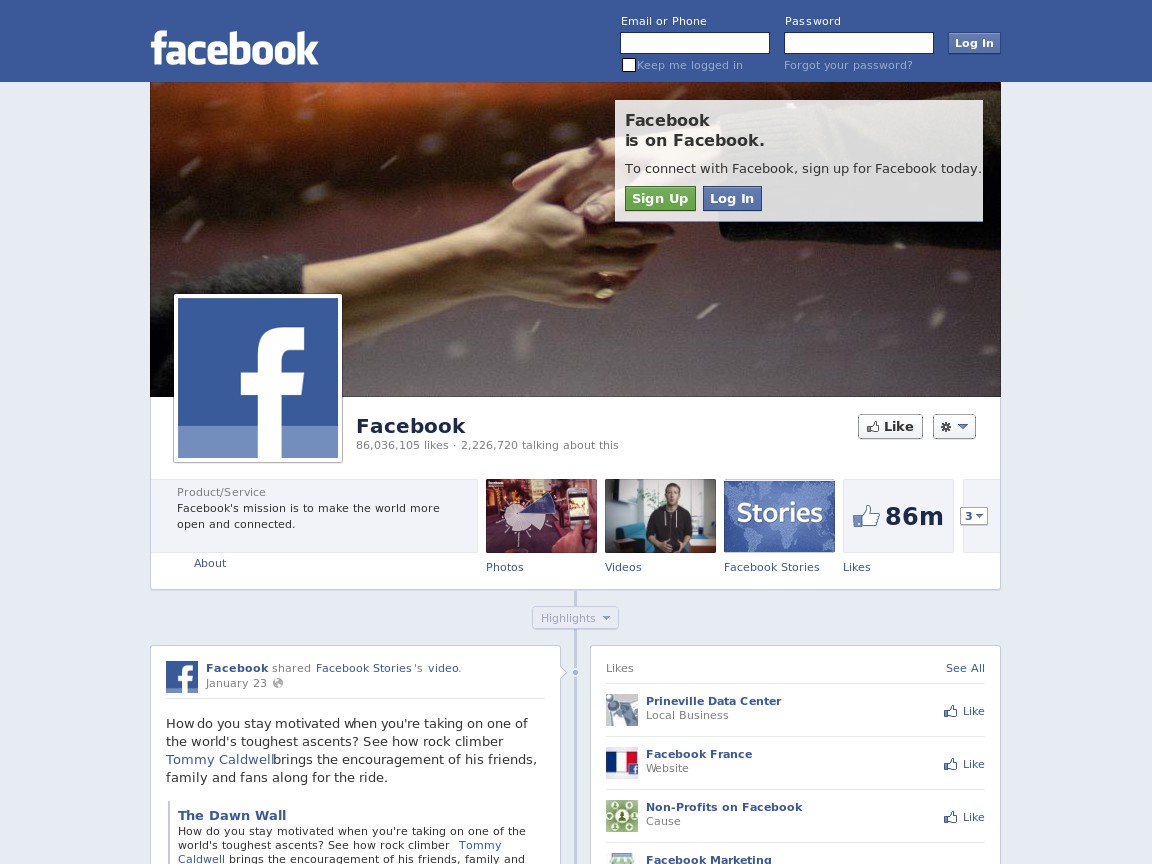 facebook
Email or Phone
Password
Log In
Keep me logged in
Forgot your password?
Facebook
is on Facebook.
To connect with Facebook, sign up for Facebook today.
Sign Up
Log In
Facebook
86,036,105 likes · 2,226,720 talking about this
Like
Product/Service
Facebook's mission is to make the world more
open and connected.
About
Photos
Videos
Stories
Facebook Stories
86m
Likes
3
Highlights
Facebook shared Facebook Stories's video.
January 23
How do you stay motivated when you're taking on one of
the world's toughest ascents? See how rock climber
Tommy Caldwell brings the encouragement of his friends,
family and fans along for the ride.
The Dawn Wall
How do you stay motivated when you're taking on one of the
world's toughest ascents? See how rock climber Tommy
Caldwell brings the encouragement of his friends, family and
Likes
See All
Prineville Data Center
Local Business
Like
Facebook France
Website
Like
Non-Profits on Facebook
Cause
Like
Facebook Marketing